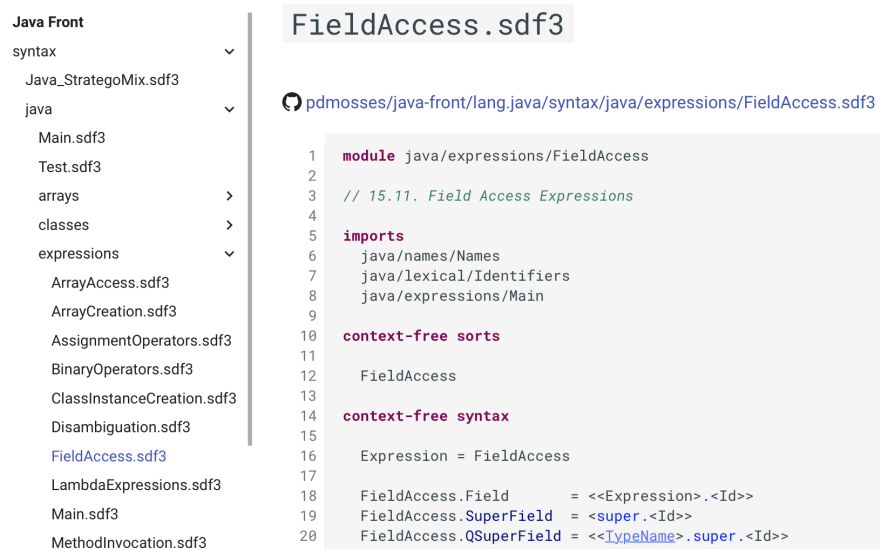 Java Front
syntax
Java_StrategoMix.sdf3
java
Main.sdf3
Test.sdf3
arrays
classes
expressions
ArrayAccess.sdf3
ArrayCreation.sdf3
AssignmentOperators.sdf3
BinaryOperators.sdf3
ClassInstanceCreation.sdf3
Disambiguation.sdf3
FieldAccess.sdf3
LambdaExpressions.sdf3
Main.sdf3
MethodInvocation.sdf3
FieldAccess.sdf3
pdmosses/java-front/lang.java/syntax/java/expressions/FieldAccess.sdf3
1 module java/expressions/FieldAccess
2
3 // 15.11. Field Access Expressions
4
5 imports
6 java/names/Names
7 java/lexical/Identifiers
8 java/expressions/Main
9
10 context-free sorts
11
12 FieldAccess
13
14 context-free syntax
15
16 Expression = FieldAccess
17
18 FieldAccess.Field = <<Expression>.<Id>>
19 FieldAccess.SuperField = <super.<Id>>
20 FieldAccess.QSuperField = <<TypeName>.super.<Id>>